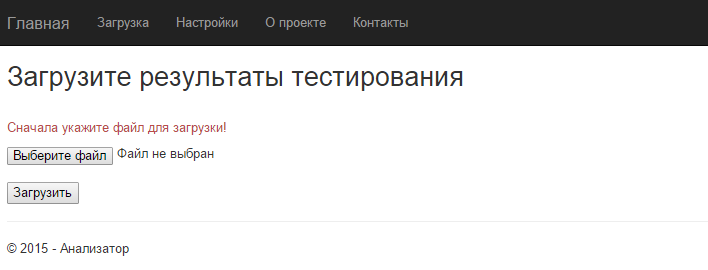 Главная Загрузка Настройки О проекте Контакты
Загрузите результаты тестирования
Сначала укажите файл для загрузки!
Выберите файл Файл не выбран
Загрузить
© 2015 - Анализатор